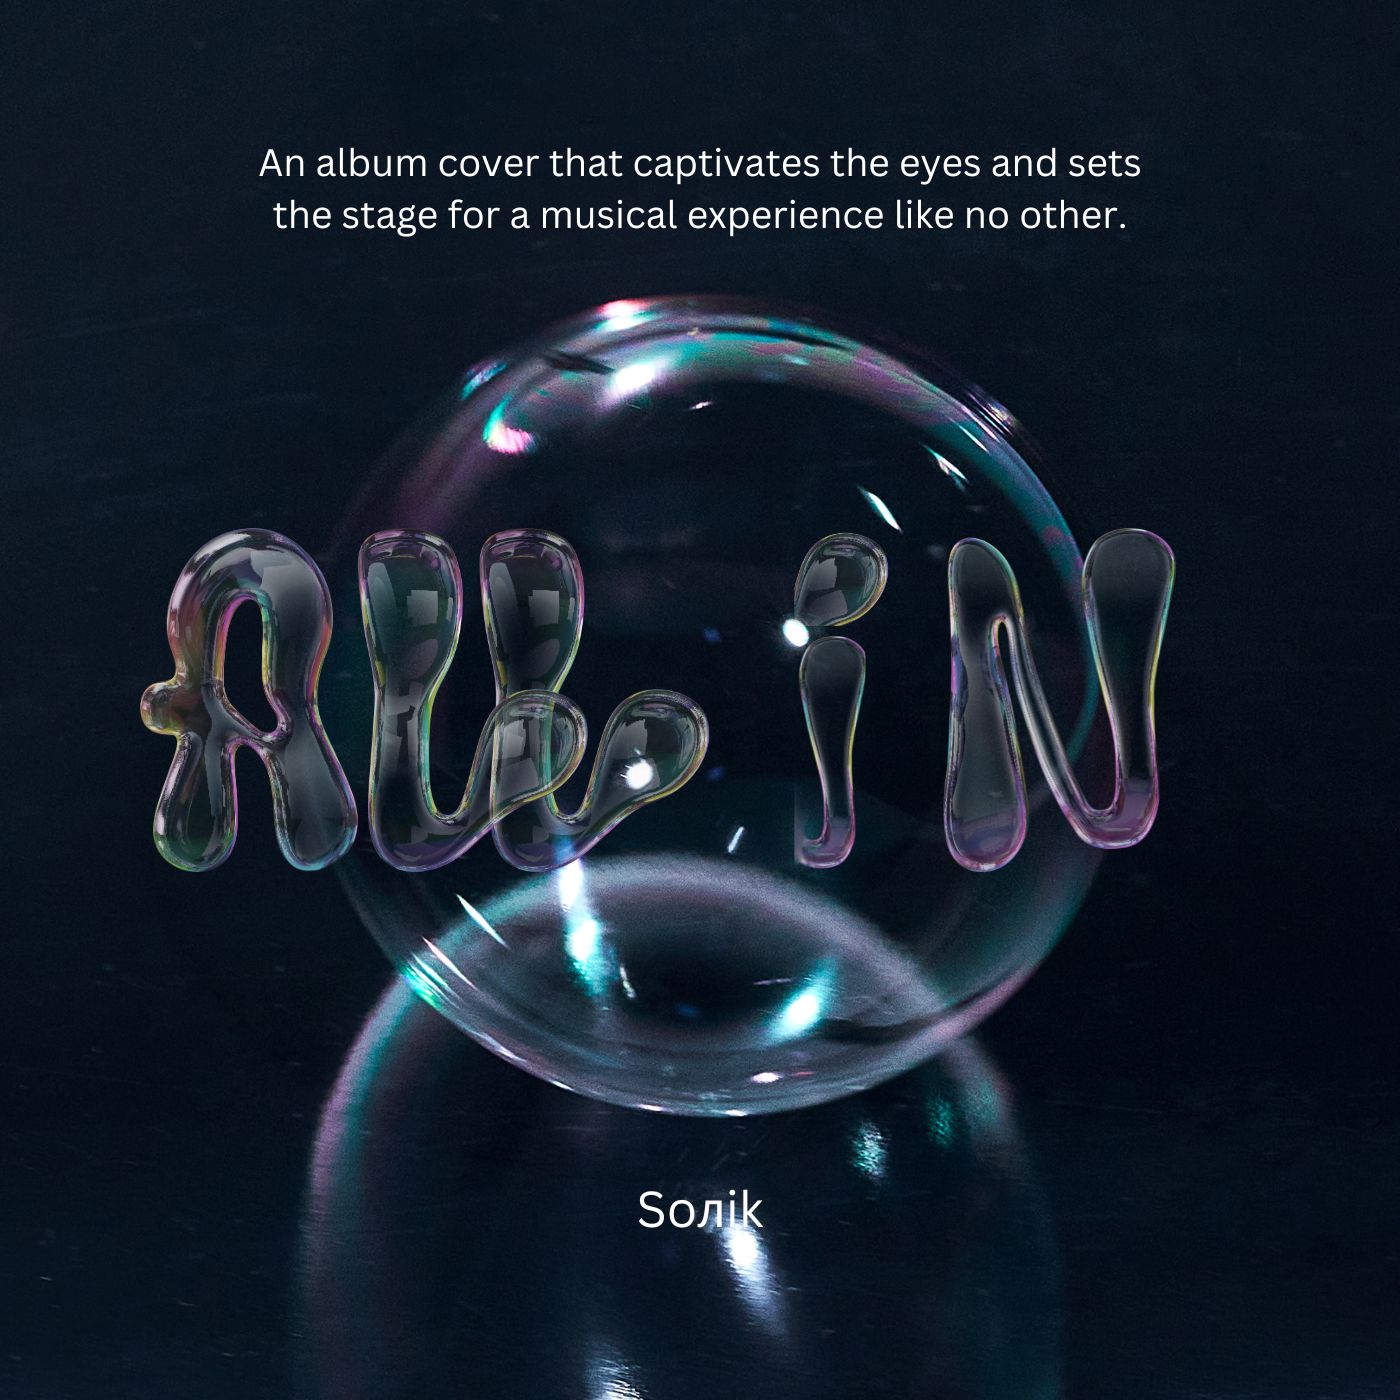 An album cover that captivates the eyes and sets
the stage for a musical experience like no other.
ALL iN
Soлik